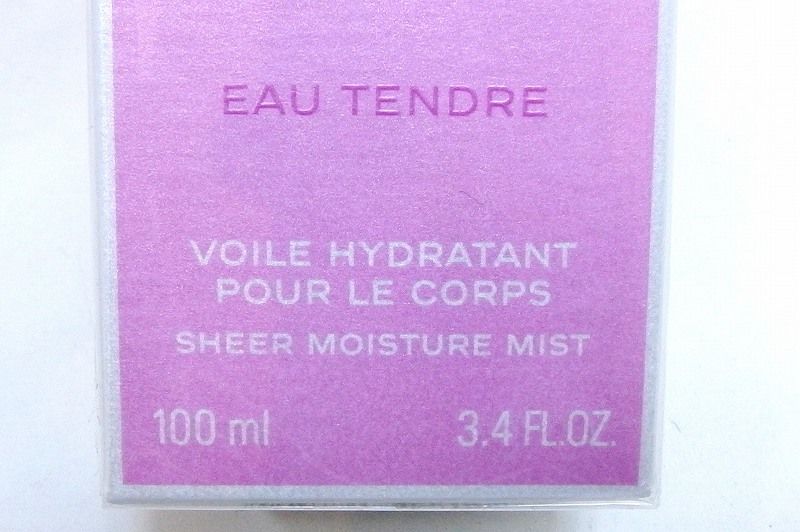 EAU TENDRE
VOILE HYDRATANT
POUR LE CORPS
SHEER MOISTURE MIST
100 ml 3.4 FL.OZ.